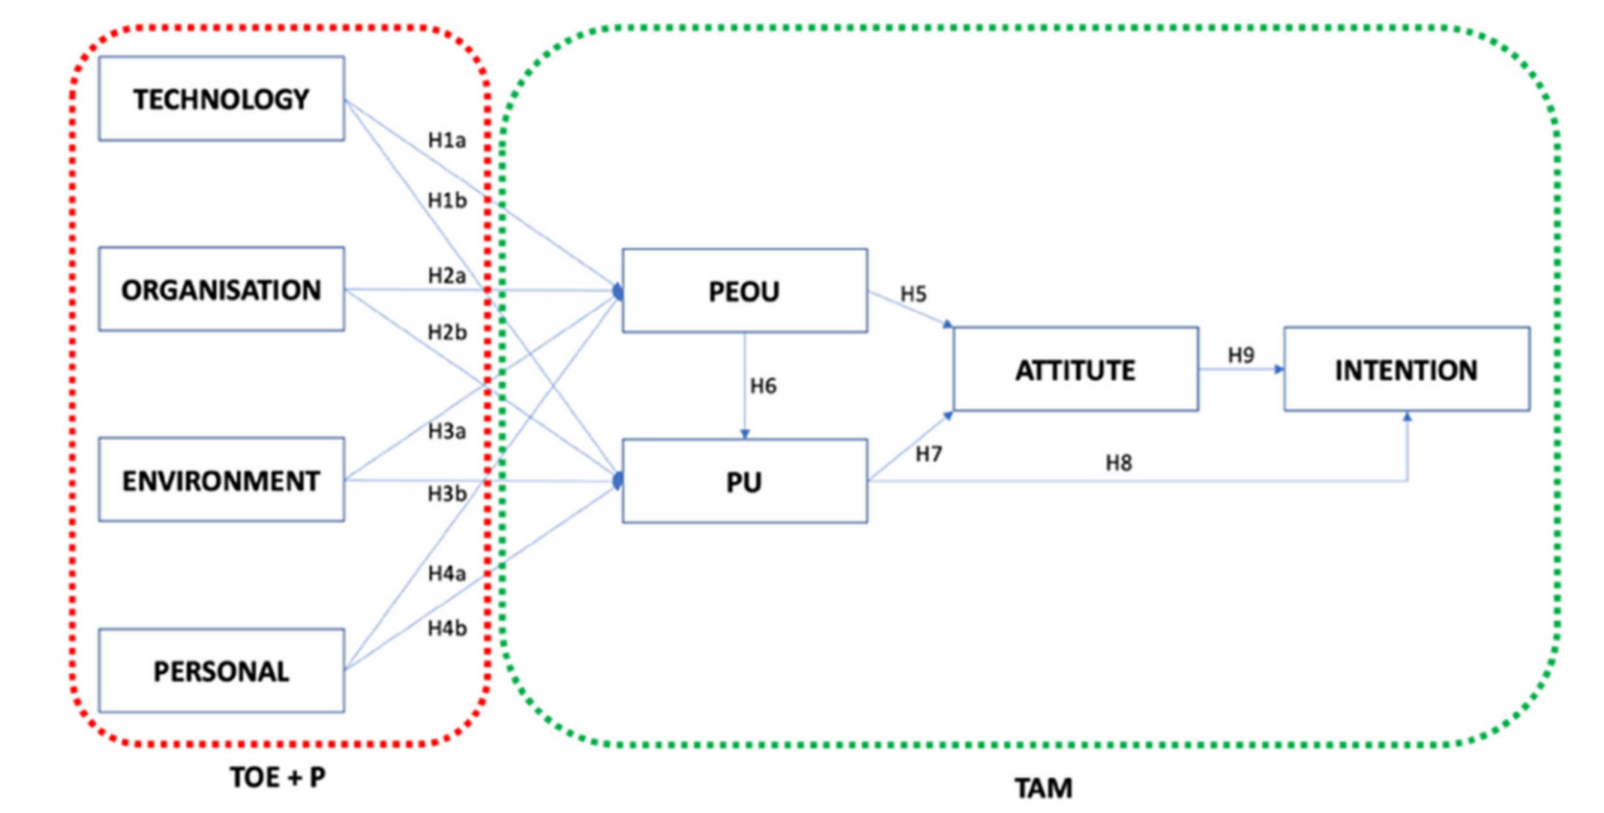 TECHNOLOGY
H1a
H1b
ORGANISATION
H2a
H2b
PEOU
H5
ATTITUTE
H9
INTENTION
H6
ENVIRONMENT
H3a
H3b
PU
H7
H8
H4a
H4b
PERSONAL
TOE + P
TAM